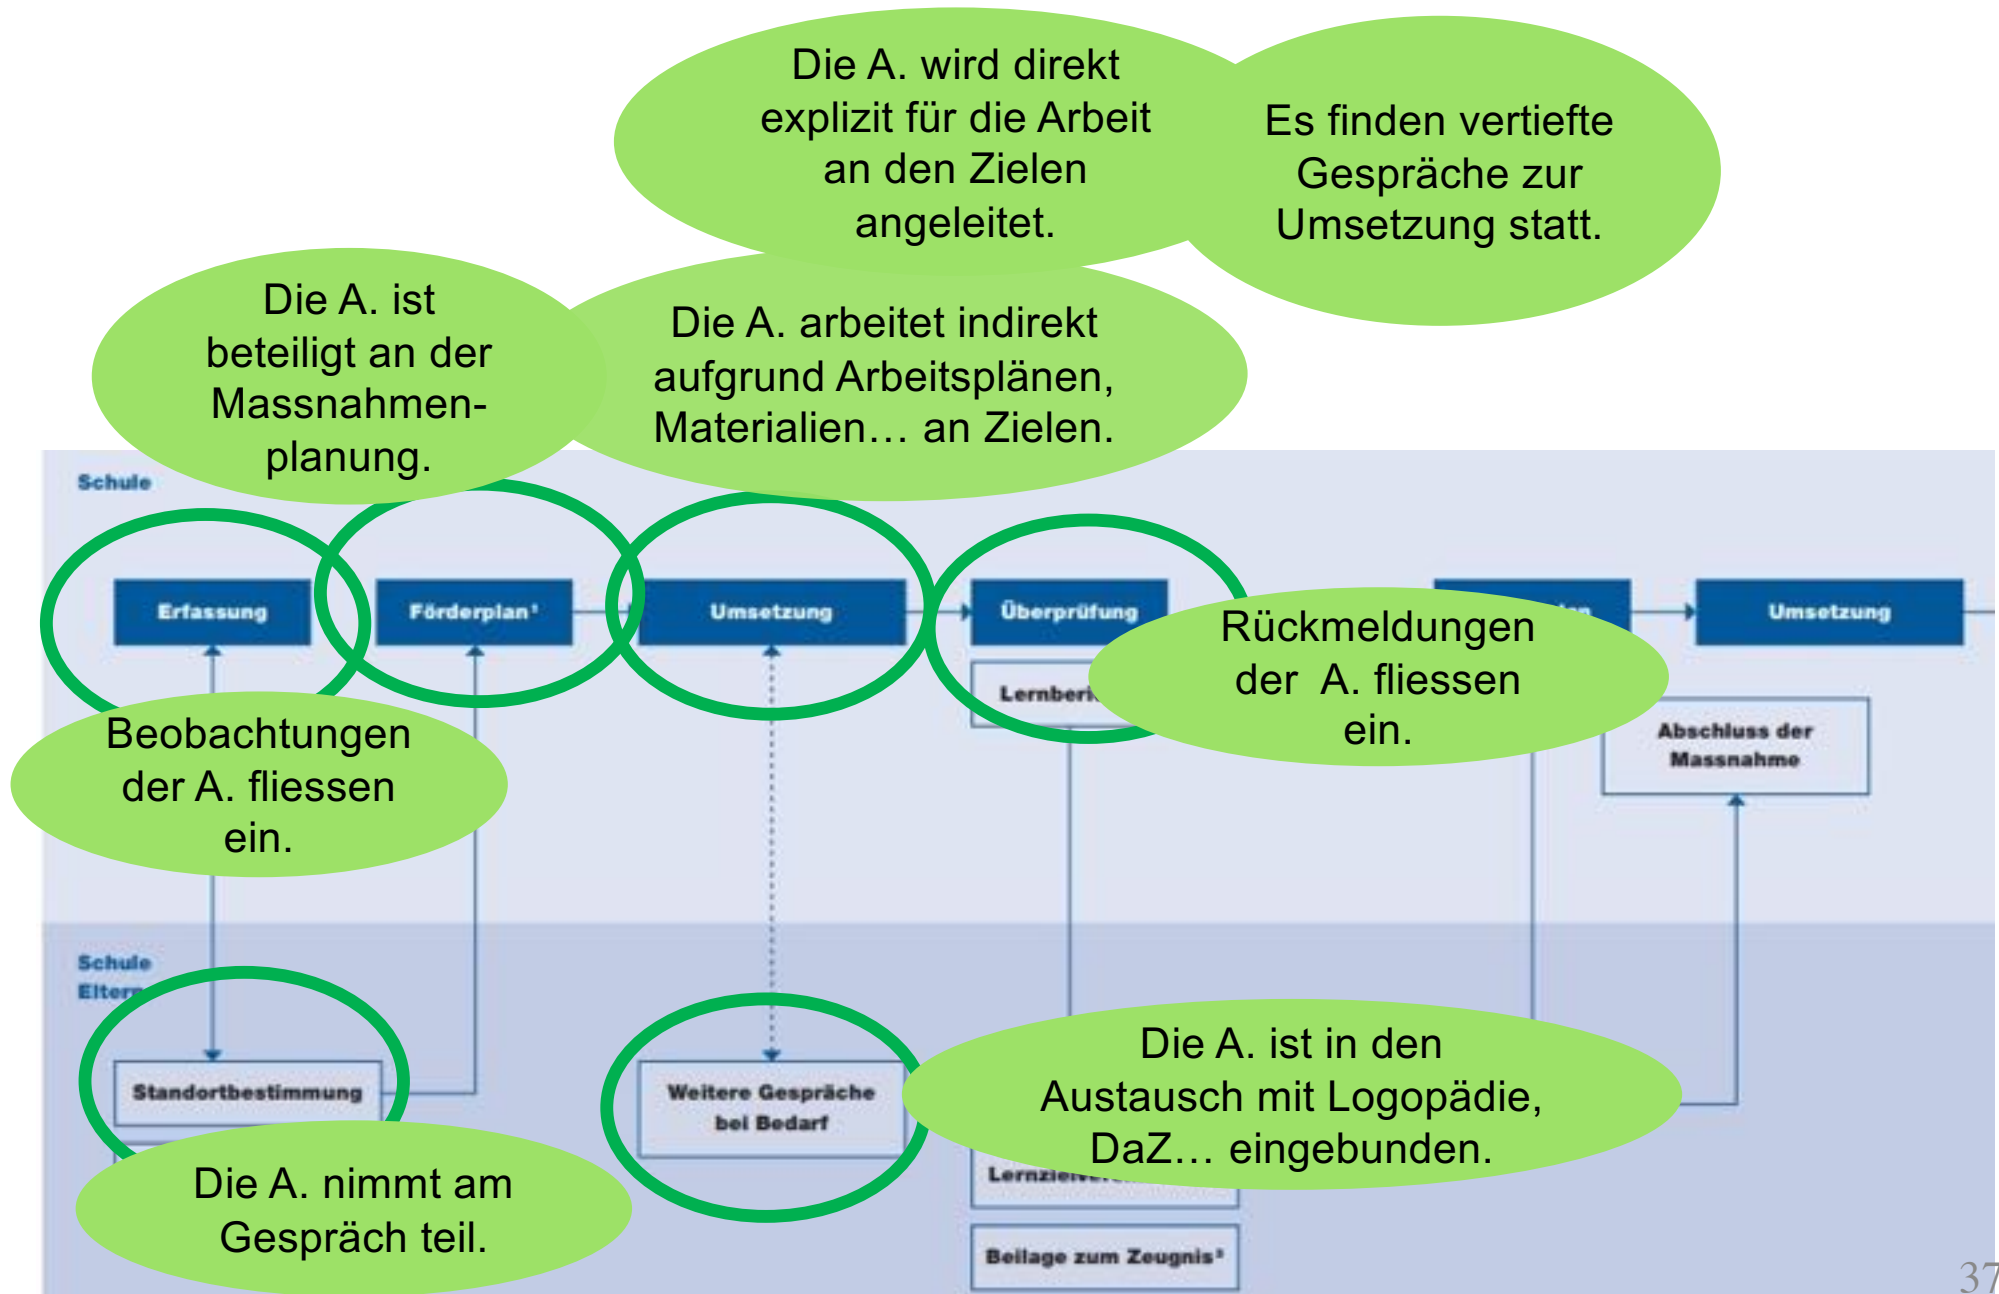 Die A. wird direkt
explizit für die Arbeit
an den Zielen
angeleitet.
Es finden vertiefte
Gespräche zur
Umsetzung statt.
Die A. ist
beteiligt an der
Massnahmen-
planung.
Die A. arbeitet indirekt
aufgrund Arbeitsplänen,
Materialien… an Zielen.
Schule
Erfassung
Förderplan¹
Umsetzung
Überprüfung
Umsetzung
Rückmeldungen
der A. fliessen
ein.
Beobachtungen
der A. fliessen
ein.
Abschluss der
Massnahme
Schule
Eltern
Standortbestimmung
Weitere Gespräche
bei Bedarf
Die A. ist in den
Austausch mit Logopädie,
DaZ… eingebunden.
Die A. nimmt am
Gespräch teil.
Beilage zum Zeugnis³
37